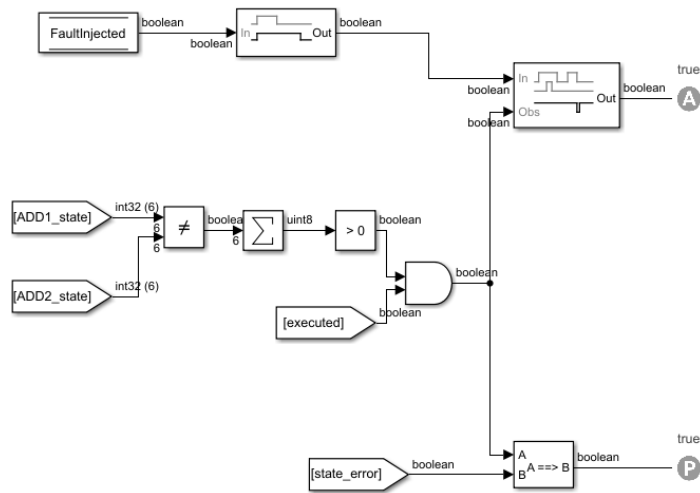 FaultInjected
boolean
boolean
In
Out
boolean
boolean
In
Obs
boolean
Out
boolean
true
A
[ADD1_state]
int32 (6)
6
6
[ADD2_state]
int32 (6)
≠
boolea
6
∑
uint8
> 0
boolean
[executed]
boolean
boolean
[state_error]
boolean
A
B
A ==> B
boolean
true
P